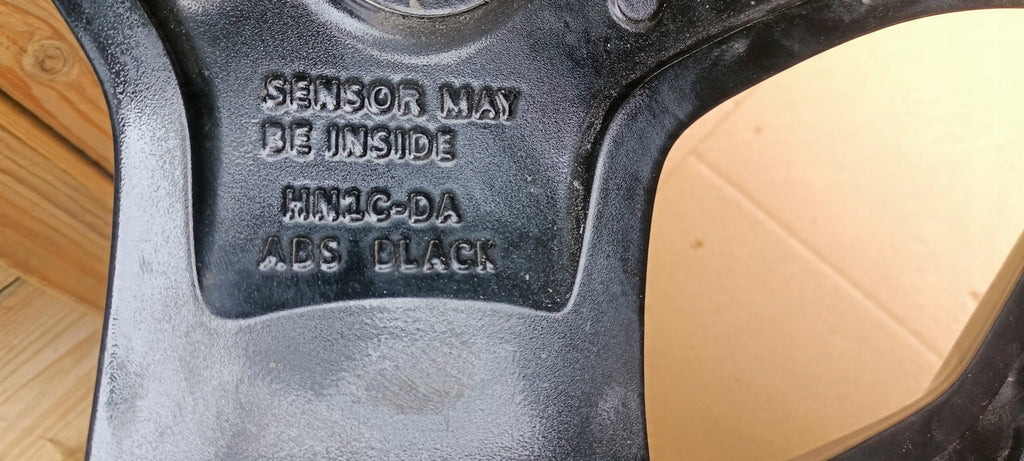 SENSOR MAY
BE INSIDE
HN1C-DA
ABS BLACK